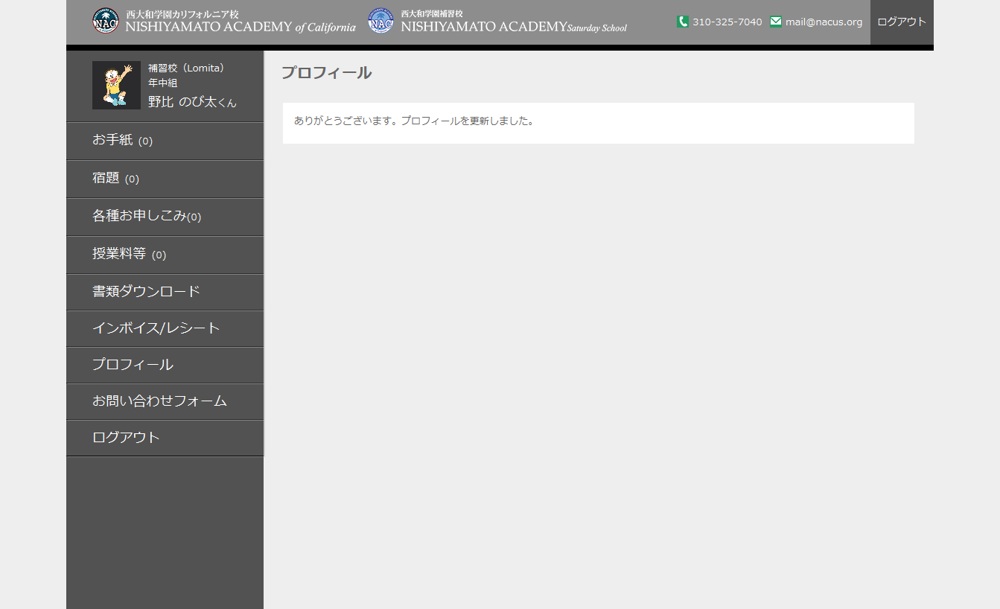 西大和学園カリフォルニア校
NISHIYAMATO ACADEMY of California
西大和学園補習校
NISHIYAMATO ACADEMY Saturday School
NAC
NAC
310-325-7040
mail@nacus.org
ログアウト
補習校（Lomita）
年中組
野比 のび太くん
お手紙 (0)
宿題 (0)
各種お申しこみ(0)
授業料等 (0)
書類ダウンロード
インボイス/レシート
プロフィール
お問い合わせフォーム
ログアウト
プロフィール
ありがとうございます。プロフィールを更新しました。